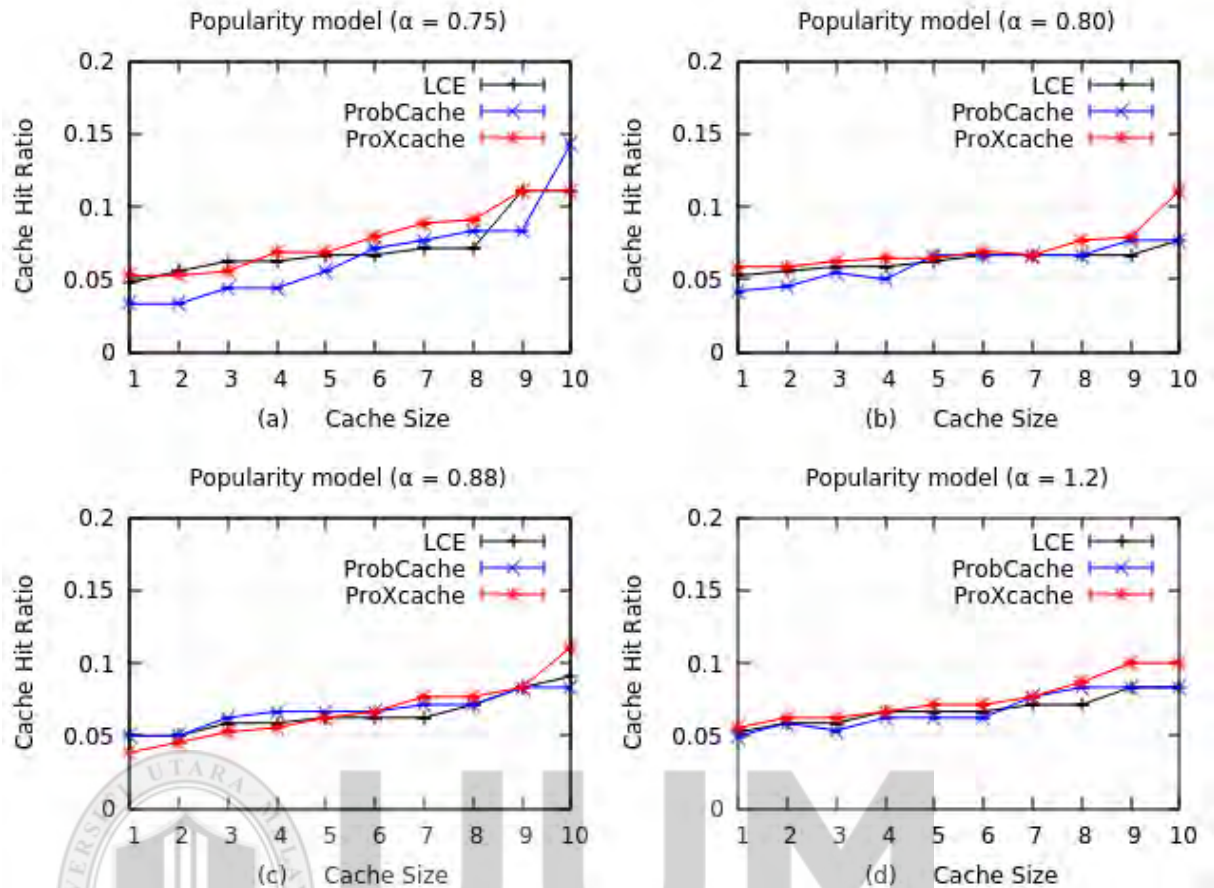 Popularity model (α = 0.75)
0.2
0.15
0.1
0.05
0
Cache Hit Ratio
LCE
ProbCache
ProXcache
1 2 3 4 5 6 7 8 9 10
(a) Cache Size
Popularity model (α = 0.80)
0.2
0.15
0.1
0.05
0
Cache Hit Ratio
LCE
ProbCache
ProXcache
1 2 3 4 5 6 7 8 9 10
(b) Cache Size
Popularity model (α = 0.88)
0.2
0.15
0.1
0.05
0
Cache Hit Ratio
LCE
ProbCache
ProXcache
1 2 3 4 5 6 7 8 9 10
(c) Cache Size
Popularity model (α = 1.2)
0.2
0.15
0.1
0.05
0
Cache Hit Ratio
LCE
ProbCache
ProXcache
1 2 3 4 5 6 7 8 9 10
(d) Cache Size
UTARA